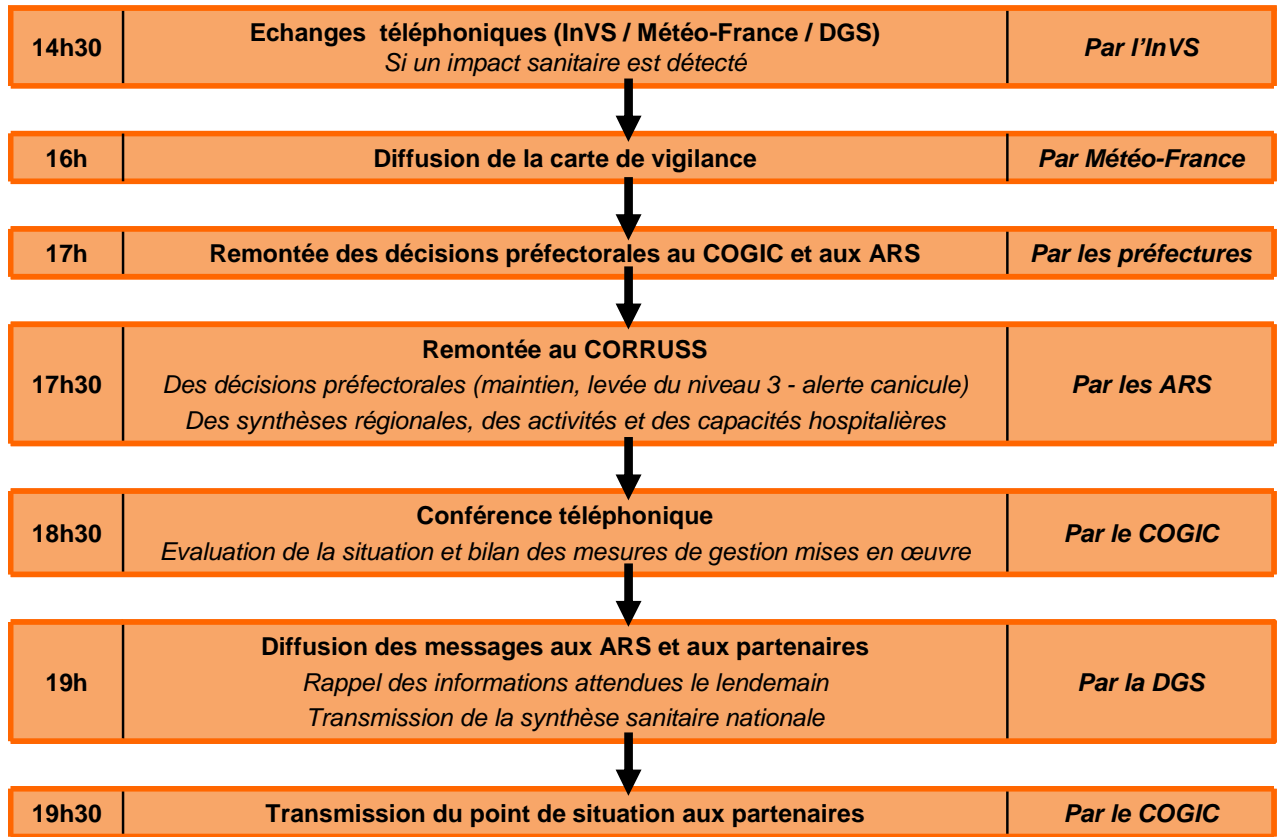 14h30
Echanges téléphoniques (InVS / Météo-France / DGS)
Si un impact sanitaire est détecté
Par l'InVS
16h
Diffusion de la carte de vigilance
Par Météo-France
17h
Remontée des décisions préfectorales au COGIC et aux ARS
Par les préfectures
17h30
Remontée au CORRUSS
Des décisions préfectorales (maintien, levée du niveau 3 - alerte canicule)
Des synthèses régionales, des activités et des capacités hospitalières
Par les ARS
18h30
Conférence téléphonique
Evaluation de la situation et bilan des mesures de gestion mises en œuvre
Par le COGIC
19h
Diffusion des messages aux ARS et aux partenaires
Rappel des informations attendues le lendemain
Transmission de la synthèse sanitaire nationale
Par la DGS
19h30
Transmission du point de situation aux partenaires
Par le COGIC